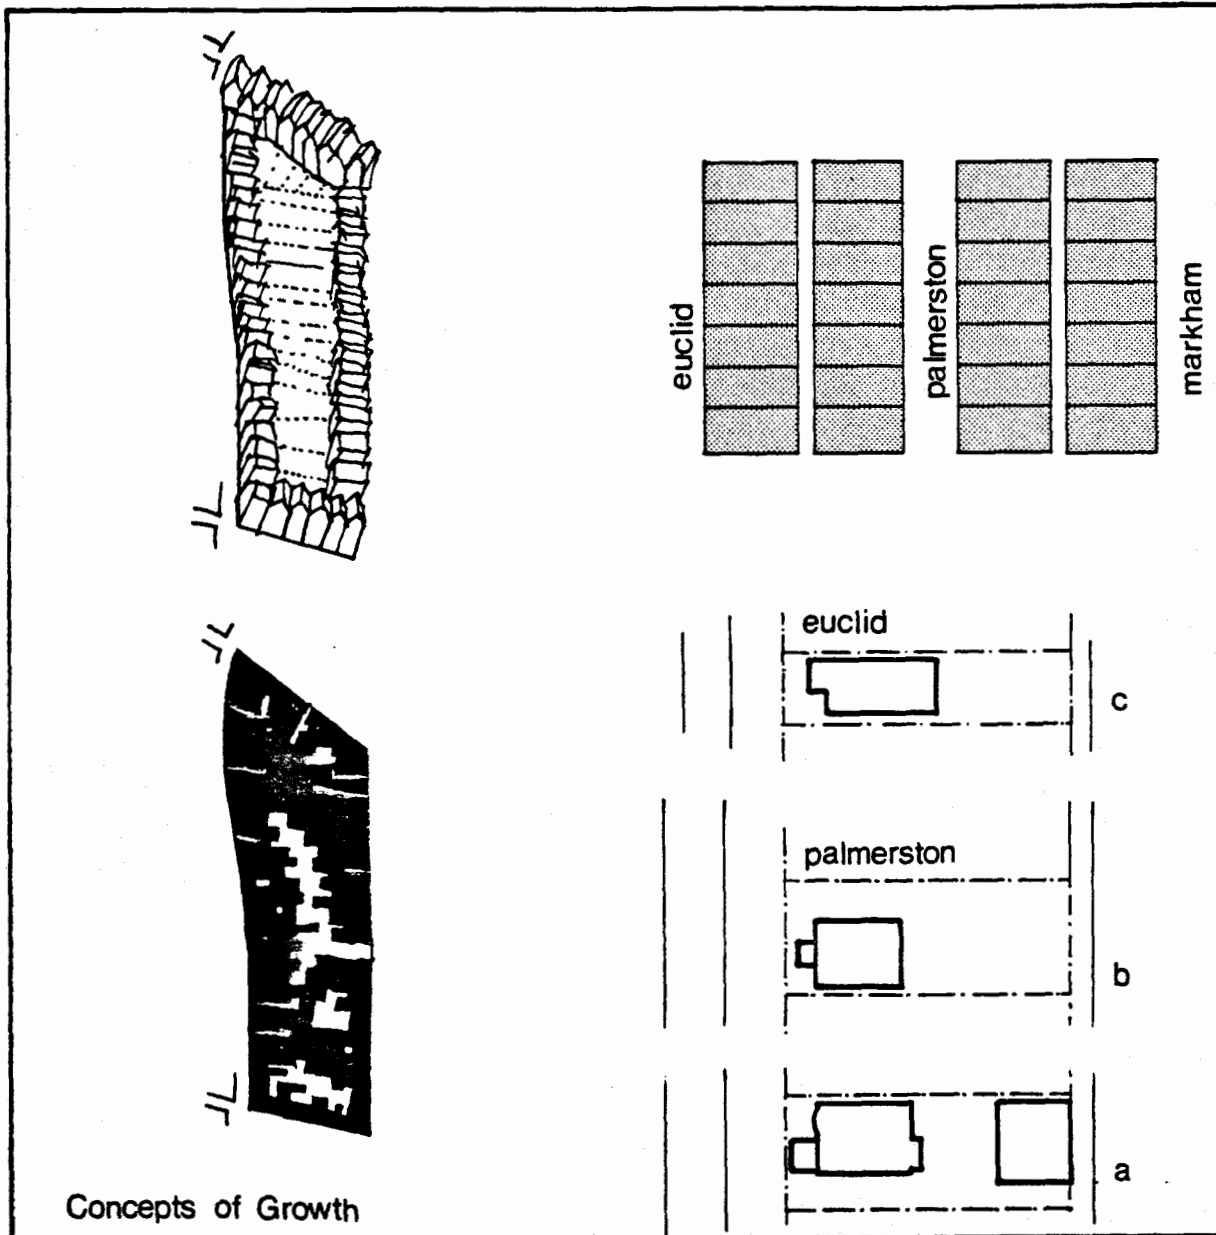 euclid
palmerston
markham
euclid
c
palmerston
b
a
Concepts of Growth